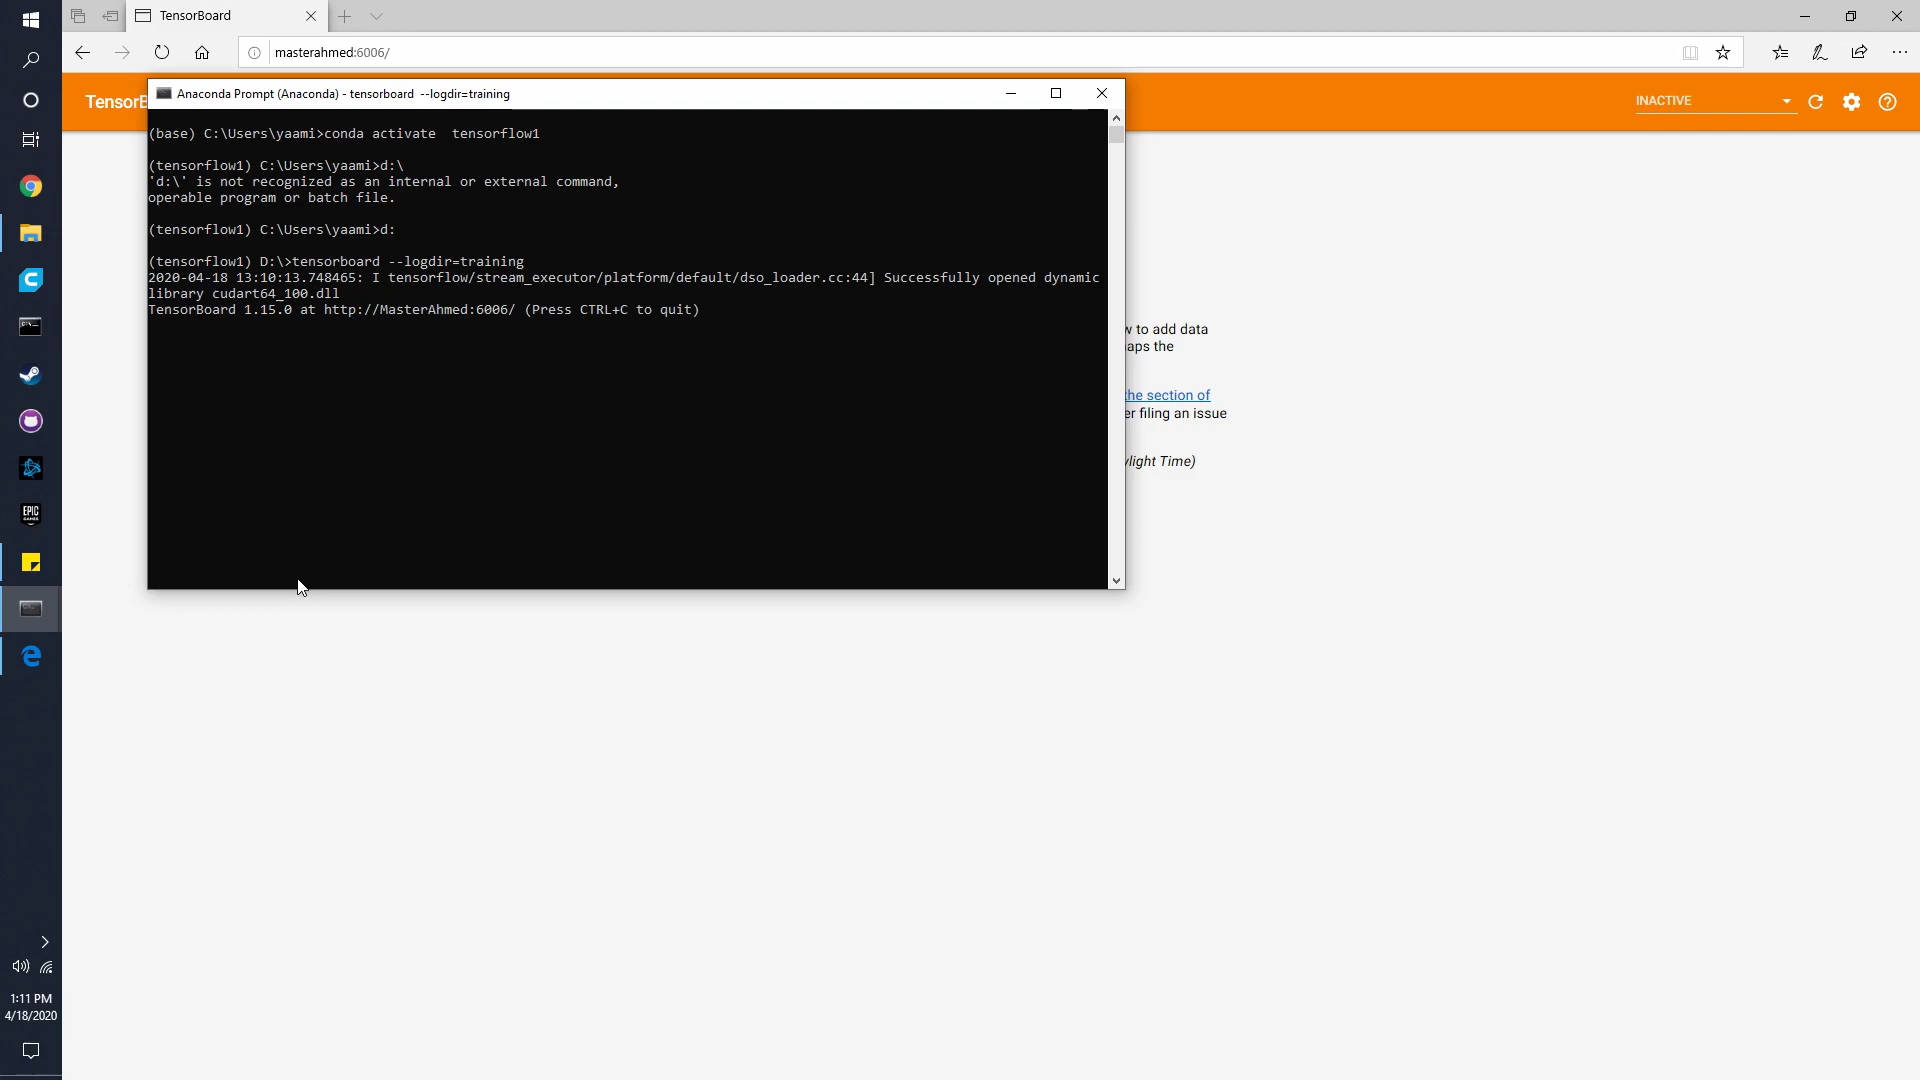 TensorBoard
masterahmed:6006/
TensorB
INACTIVE
Anaconda Prompt (Anaconda) - tensorboard --logdir=training
(base) C:\Users\yaami>conda activate  tensorflow1
(tensorflow1) C:\Users\yaami>d:\
'd:\' is not recognized as an internal or external command,
operable program or batch file.
(tensorflow1) C:\Users\yaami>d:
(tensorflow1) D:\>tensorboard --logdir=training
2020-04-18 13:10:13.748465: I tensorflow/stream_executor/platform/default/dso_loader.cc:44] Successfully opened dynamic
library cudart64_100.dll
TensorBoard 1.15.0 at http://MasterAhmed:6006/ (Press CTRL+C to quit)
w to add data
aps the
the section of
er filing an issue
ylight Time)
EPIC
GAMES
1:11 PM
4/18/2020